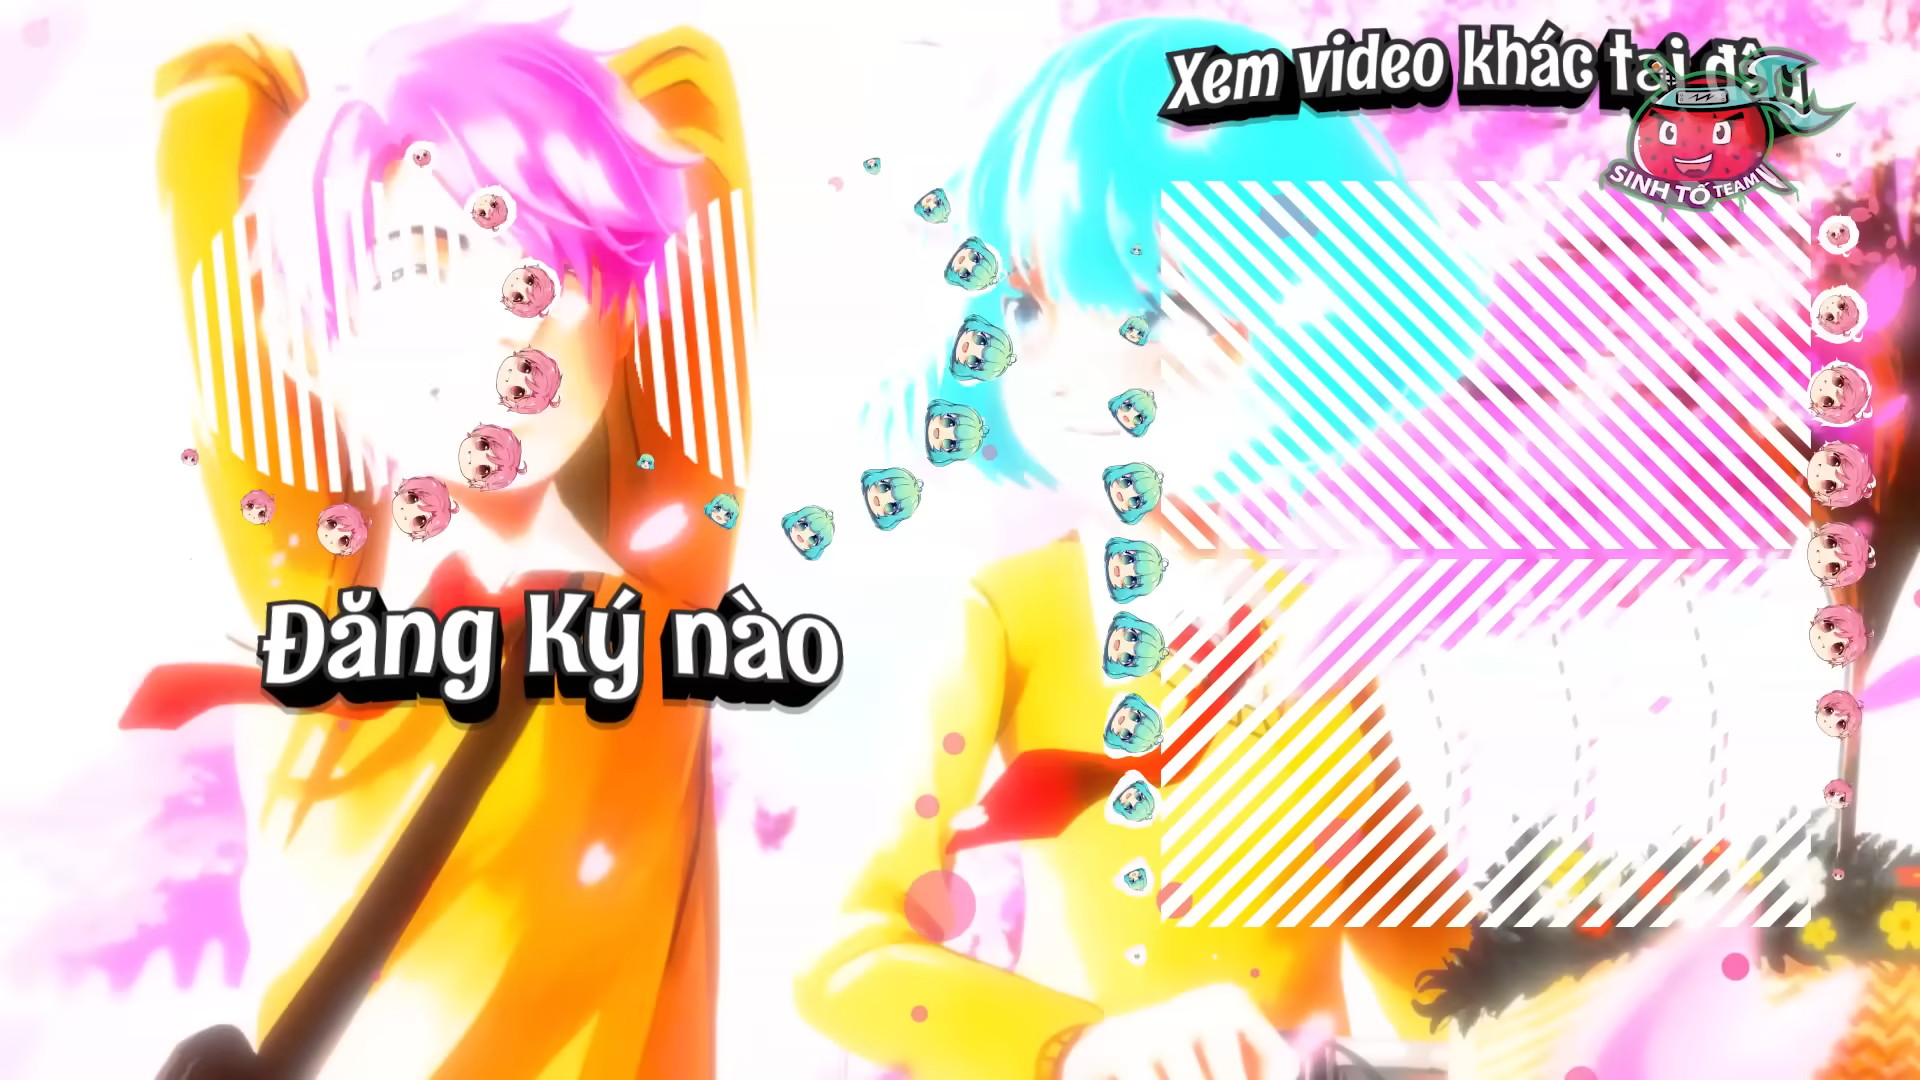 Xem video khác tại đây
SINH TỐ TEAM
Đăng Ký nào